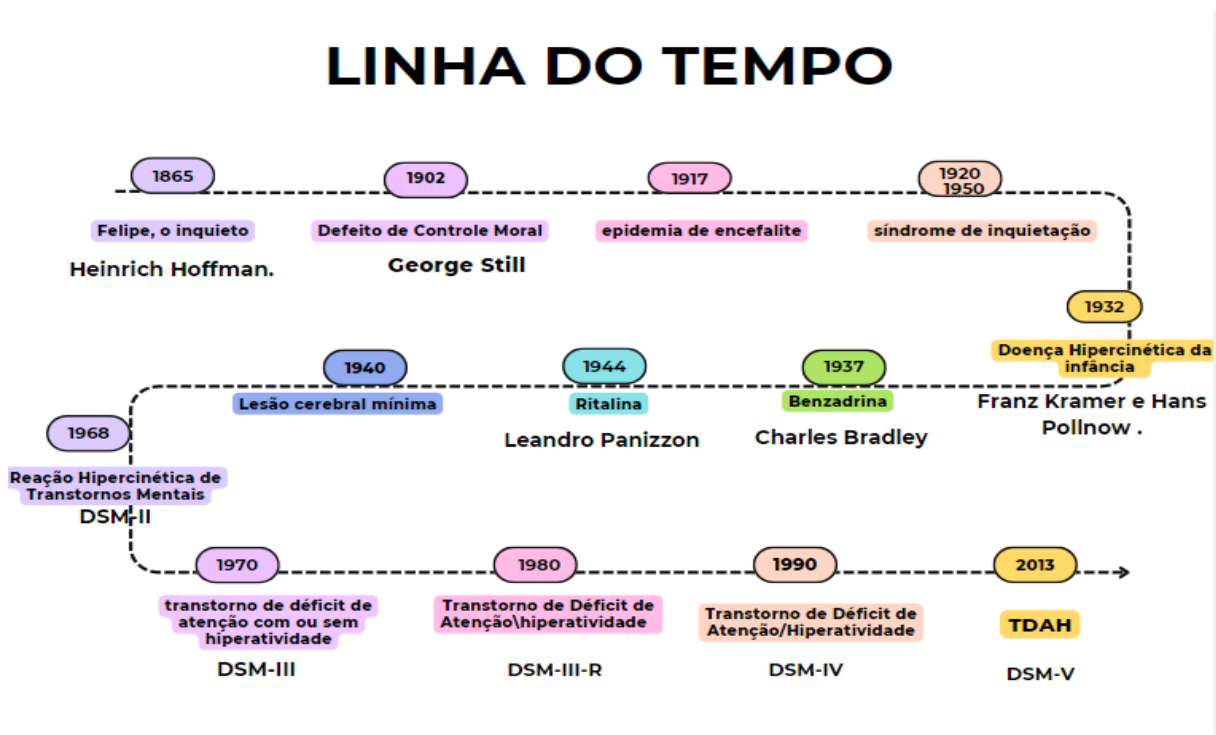 LINHA DO TEMPO
1865
Felipe, o inquieto
Heinrich Hoffman.
1902
Defeito de Controle Moral
George Still
1917
epidemia de encefalite
1920
1950
síndrome de inquietação
1932
Doença Hipercinética da
infância
Franz Kramer e Hans
Pollnow .
1937
Benzadrina
Charles Bradley
1944
Ritalina
Leandro Panizzon
1940
Lesão cerebral mínima
1968
Reação Hipercinética de
Transtornos Mentais
DSM-II
1970
transtorno de déficit de
atenção com ou sem
hiperatividade
DSM-III
1980
Transtorno de Déficit de
Atenção\hiperatividade
DSM-III-R
1990
Transtorno de Déficit de
Atenção/Hiperatividade
DSM-IV
2013
TDAH
DSM-V